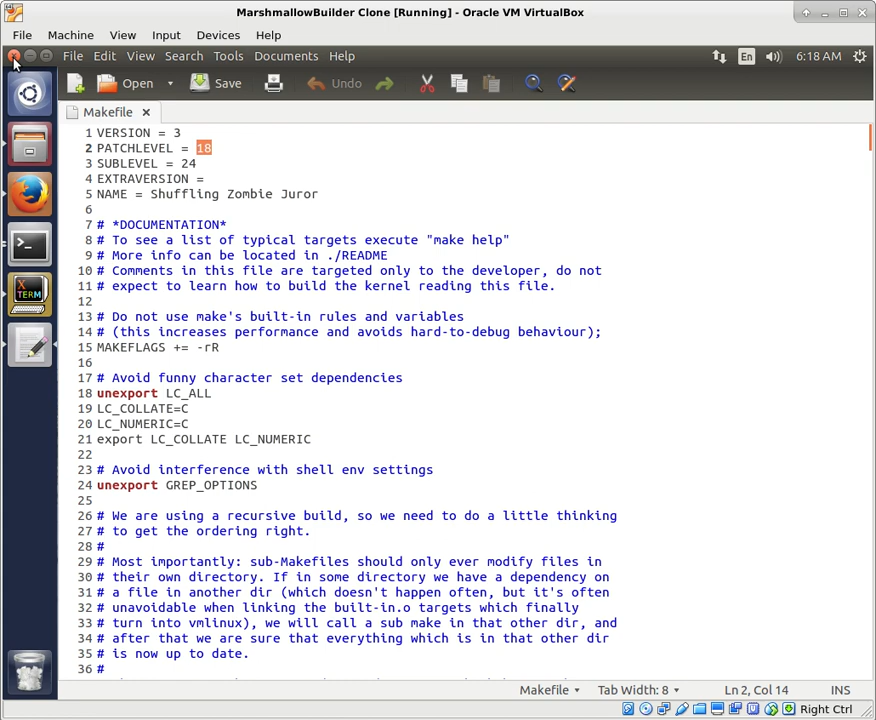 MarshmallowBuilder Clone [Running] - Oracle VM VirtualBox
File Machine View Input Devices Help
File Edit View Search Tools Documents Help En 6:18 AM
Open Save Undo
Makefile
1 VERSION = 3
2 PATCHLEVEL = 18
3 SUBLEVEL = 24
4 EXTRAVERSION =
5 NAME = Shuffling Zombie Juror
6
7 # *DOCUMENTATION*
8 # To see a list of typical targets execute "make help"
9 # More info can be located in ./README
10 # Comments in this file are targeted only to the developer, do not
11 # expect to learn how to build the kernel reading this file.
12
13 # Do not use make's built-in rules and variables
14 # (this increases performance and avoids hard-to-debug behaviour);
15 MAKEFLAGS += -rR
16
17 # Avoid funny character set dependencies
18 unexport LC_ALL
19 LC_COLLATE=C
20 LC_NUMERIC=C
21 export LC_COLLATE LC_NUMERIC
22
23 # Avoid interference with shell env settings
24 unexport GREP_OPTIONS
25
26 # We are using a recursive build, so we need to do a little thinking
27 # to get the ordering right.
28 #
29 # Most importantly: sub-Makefiles should only ever modify files in
30 # their own directory. If in some directory we have a dependency on
31 # a file in another dir (which doesn't happen often, but it's often
32 # unavoidable when linking the built-in.o targets which finally
33 # turn into vmlinux), we will call a sub make in that other dir, and
34 # after that we are sure that everything which is in that other dir
35 # is now up to date.
36 #
X TERM
Makefile Tab Width: 8 Ln 2, Col 14 INS
Right Ctrl